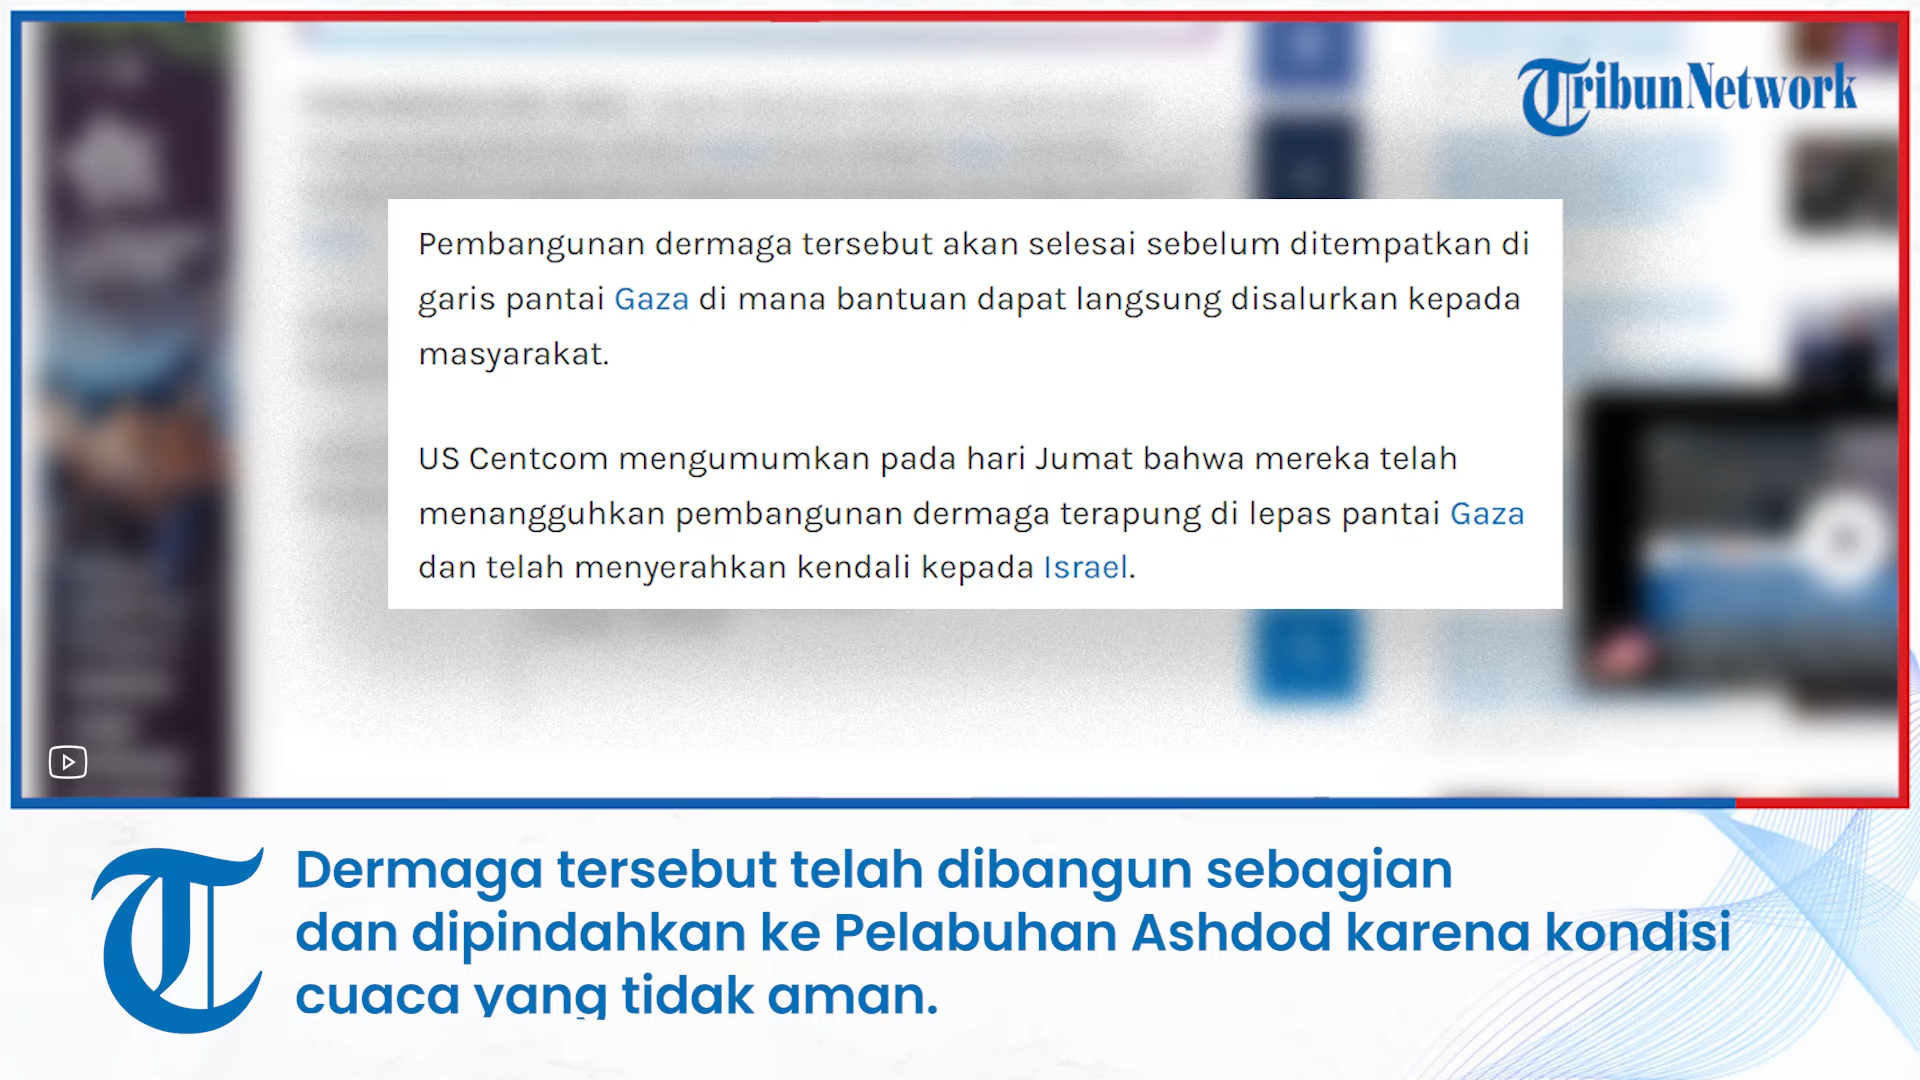 TribunNetwork
Pembangunan dermaga tersebut akan selesai sebelum ditempatkan di
garis pantai Gaza di mana bantuan dapat langsung disalurkan kepada
masyarakat.
US Centcom mengumumkan pada hari Jumat bahwa mereka telah
menangguhkan pembangunan dermaga terapung di lepas pantai Gaza
dan telah menyerahkan kendali kepada Israel.
T
Dermaga tersebut telah dibangun sebagian
dan dipindahkan ke Pelabuhan Ashdod karena kondisi
cuaca yang tidak aman.